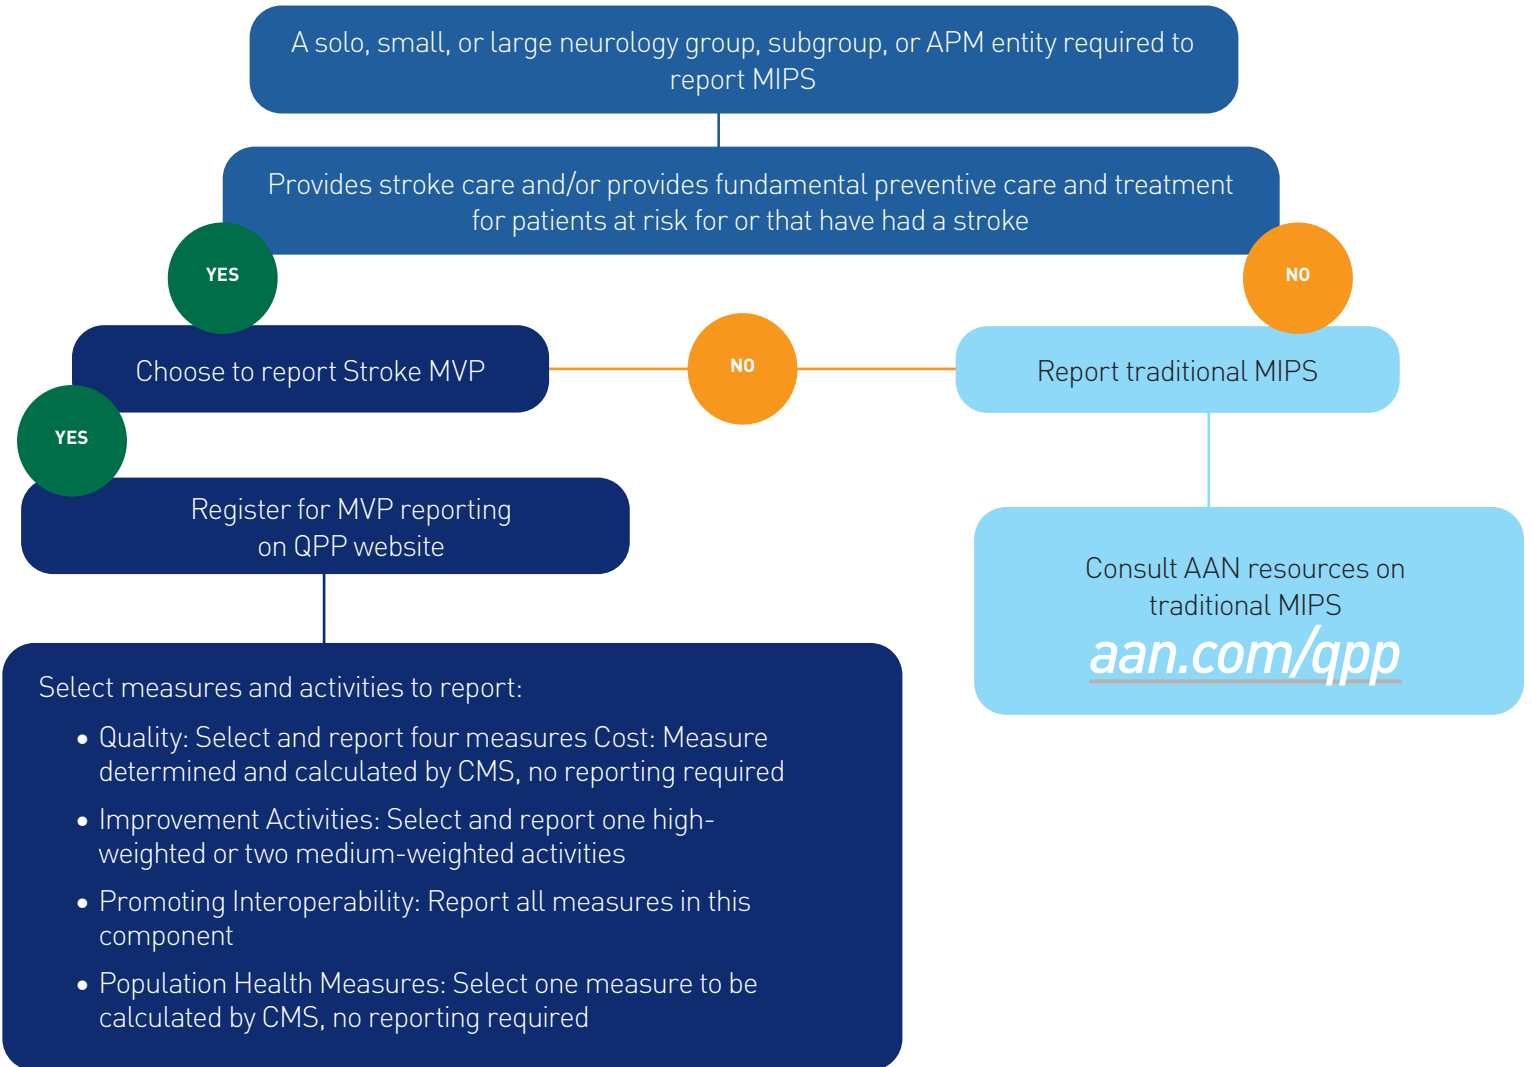 A solo, small, or large neurology group, subgroup, or APM entity required to
report MIPS
Provides stroke care and/or provides fundamental preventive care and treatment
for patients at risk for or that have had a stroke
YES
NO
Choose to report Stroke MVP
NO
Report traditional MIPS
YES
Register for MVP reporting
on QPP website
Consult AAN resources on
traditional MIPS
aan.com/qpp
Select measures and activities to report:
• Quality: Select and report four measures Cost: Measure
determined and calculated by CMS, no reporting required
• Improvement Activities: Select and report one high-
weighted or two medium-weighted activities
• Promoting Interoperability: Report all measures in this
component
• Population Health Measures: Select one measure to be
calculated by CMS, no reporting required